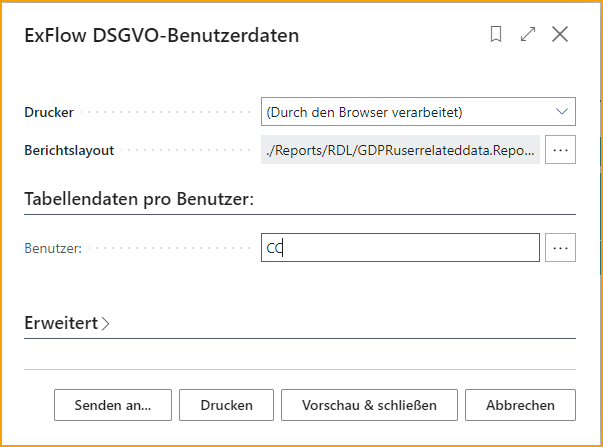 ExFlow DSGVO-Benutzerdaten
Drucker (Durch den Browser verarbeitet)
Berichtslayout ./Reports/RDL/GDPRuserrelateddata.Repo... ...
Tabellendaten pro Benutzer:
Benutzer: CC ...
Erweitert
Senden an... Drucken Vorschau & schließen Abbrechen